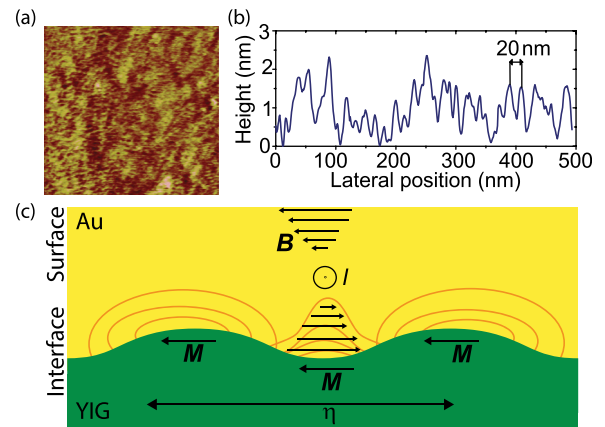 (a)
(b)
Height (nm)
3
2
1
0
20 nm
0
100
200
300
400
500
Lateral position (nm)
(c)
Surface
Interface
Au
B
I
M
M
M
YIG
η